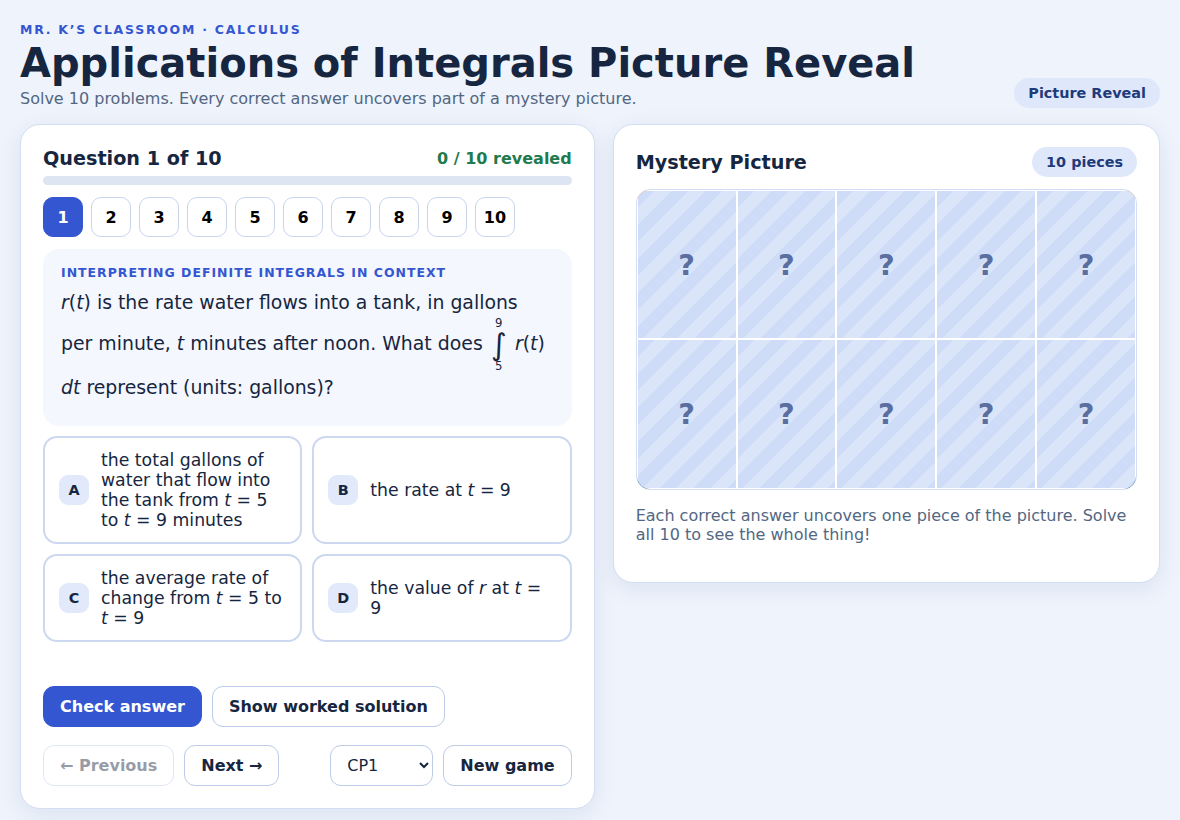 MR. K’S CLASSROOM · CALCULUS
Applications of Integrals Picture Reveal
Solve 10 problems. Every correct answer uncovers part of a mystery picture.
Picture Reveal
Question 1 of 10
0 / 10 revealed
1 2 3 4 5 6 7 8 9 10
INTERPRETING DEFINITE INTEGRALS IN CONTEXT
r(t) is the rate water flows into a tank, in gallons
per minute, t minutes after noon. What does ∫₅⁹ r(t)
dt represent (units: gallons)?
A
the total gallons of
water that flow into
the tank from t = 5
to t = 9 minutes
B
the rate at t = 9
C
the average rate of
change from t = 5 to
t = 9
D
the value of r at t =
9
Check answer
Show worked solution
← Previous
Next →
CP1
New game
Mystery Picture
10 pieces
? ? ? ? ?
? ? ? ? ?
Each correct answer uncovers one piece of the picture. Solve
all 10 to see the whole thing!